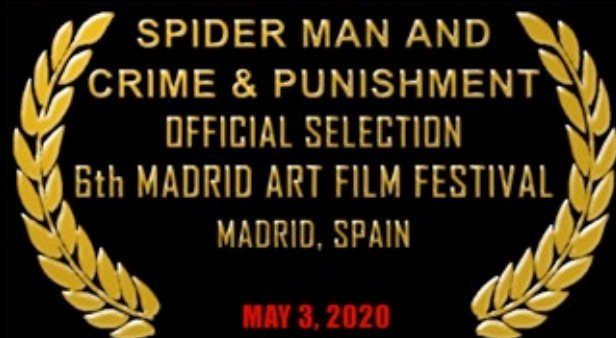 SPIDER MAN AND
CRIME & PUNISHMENT
OFFICIAL SELECTION
6th MADRID ART FILM FESTIVAL
MADRID, SPAIN
MAY 3, 2020